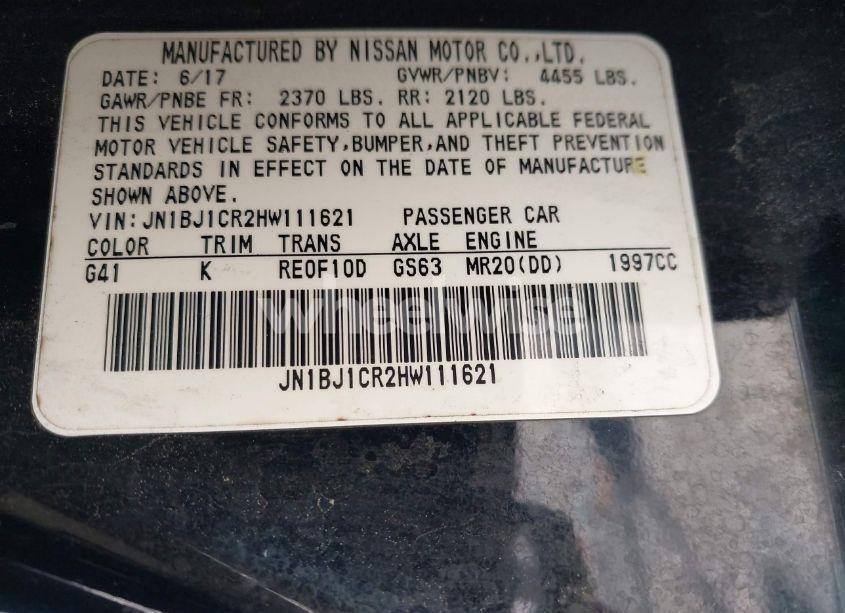 MANUFACTURED BY NISSAN MOTOR CO.,LTD.
DATE: 6/17 GVWR/PNBV: 4455 LBS.
GAWR/PNBE FR: 2370 LBS. RR: 2120 LBS.
THIS VEHICLE CONFORMS TO ALL APPLICABLE FEDERAL
MOTOR VEHICLE SAFETY,BUMPER,AND THEFT PREVENTION
STANDARDS IN EFFECT ON THE DATE OF MANUFACTURE
SHOWN ABOVE.
VIN:JN1BJ1CR2HW111621 PASSENGER CAR
COLOR TRIM TRANS AXLE ENGINE
G41 K RE0F10D GS63 MR20(DD) 1997CC
wheelwise
JN1BJ1CR2HW111621